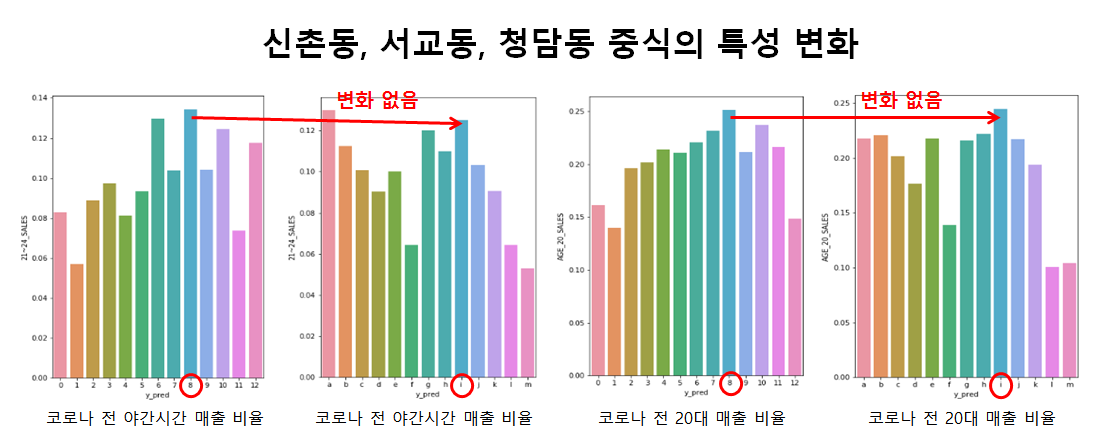 신촌동, 서교동, 청담동 중식의 특성 변화
변화 없음
변화 없음
0.14
0.12
0.10
0.08
0.06
0.04
0.02
0.00
21~24_SALES
0 1 2 3 4 5 6 7 8 9 10 11 12
y_pred
코로나 전 야간시간 매출 비율
0.12
0.10
0.08
0.06
0.04
0.02
0.00
21~24_SALES
a b c d e f g h i j k l m
y_pred
코로나 전 야간시간 매출 비율
0.25
0.20
0.15
0.10
0.05
0.00
AGE_20_SALES
0 1 2 3 4 5 6 7 8 9 10 11 12
y_pred
코로나 전 20대 매출 비율
0.25
0.20
0.15
0.10
0.05
0.00
AGE_20_SALES
a b c d e f g h i j k l m
y_pred
코로나 전 20대 매출 비율